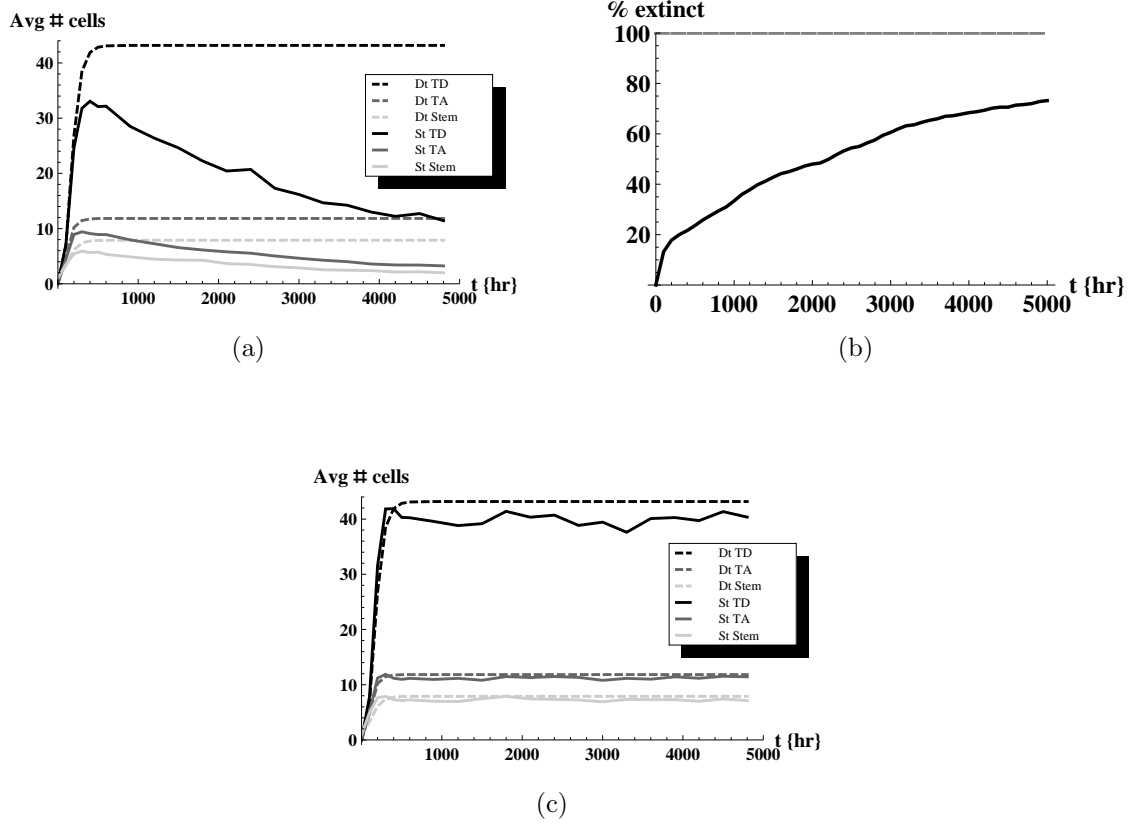 Avg # cells
40
30
20
10
0
1000
2000
3000
4000
5000
t {hr}
Dt TD
Dt TA
Dt Stem
St TD
St TA
St Stem
(a)
% extinct
100
80
60
40
20
0
1000
2000
3000
4000
5000
t {hr}
(b)
Avg # cells
40
30
20
10
0
1000
2000
3000
4000
5000
t {hr}
Dt TD
Dt TA
Dt Stem
St TD
St TA
St Stem
(c)